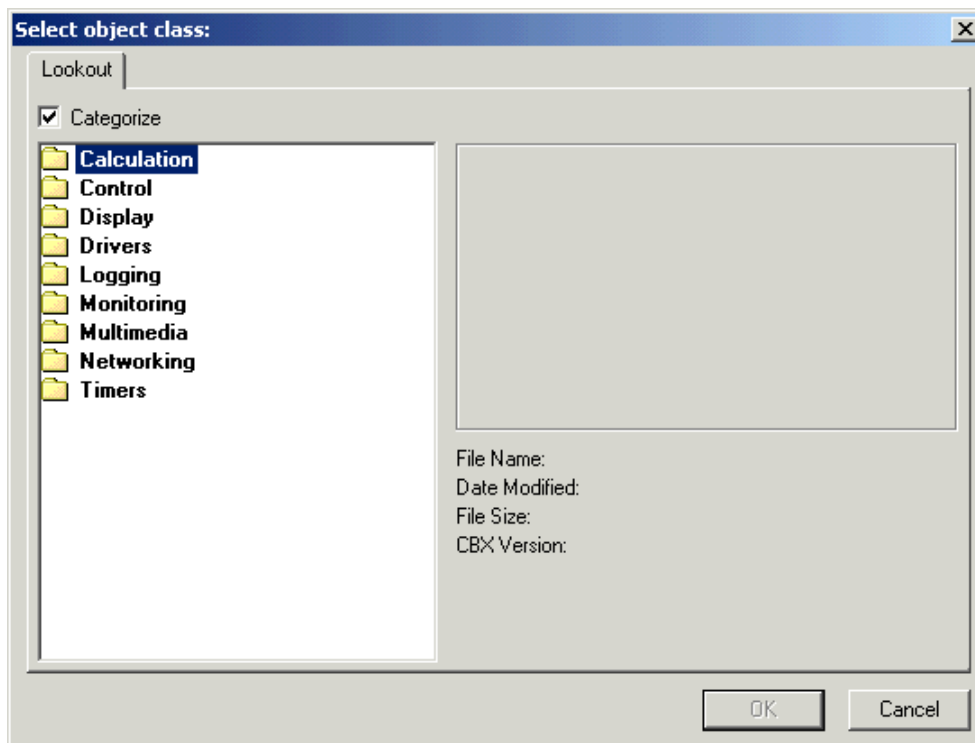 Select object class:
Lookout
Categorize
Calculation
Control
Display
Drivers
Logging
Monitoring
Multimedia
Networking
Timers
File Name:
Date Modified:
File Size:
CBX Version:
OK
Cancel